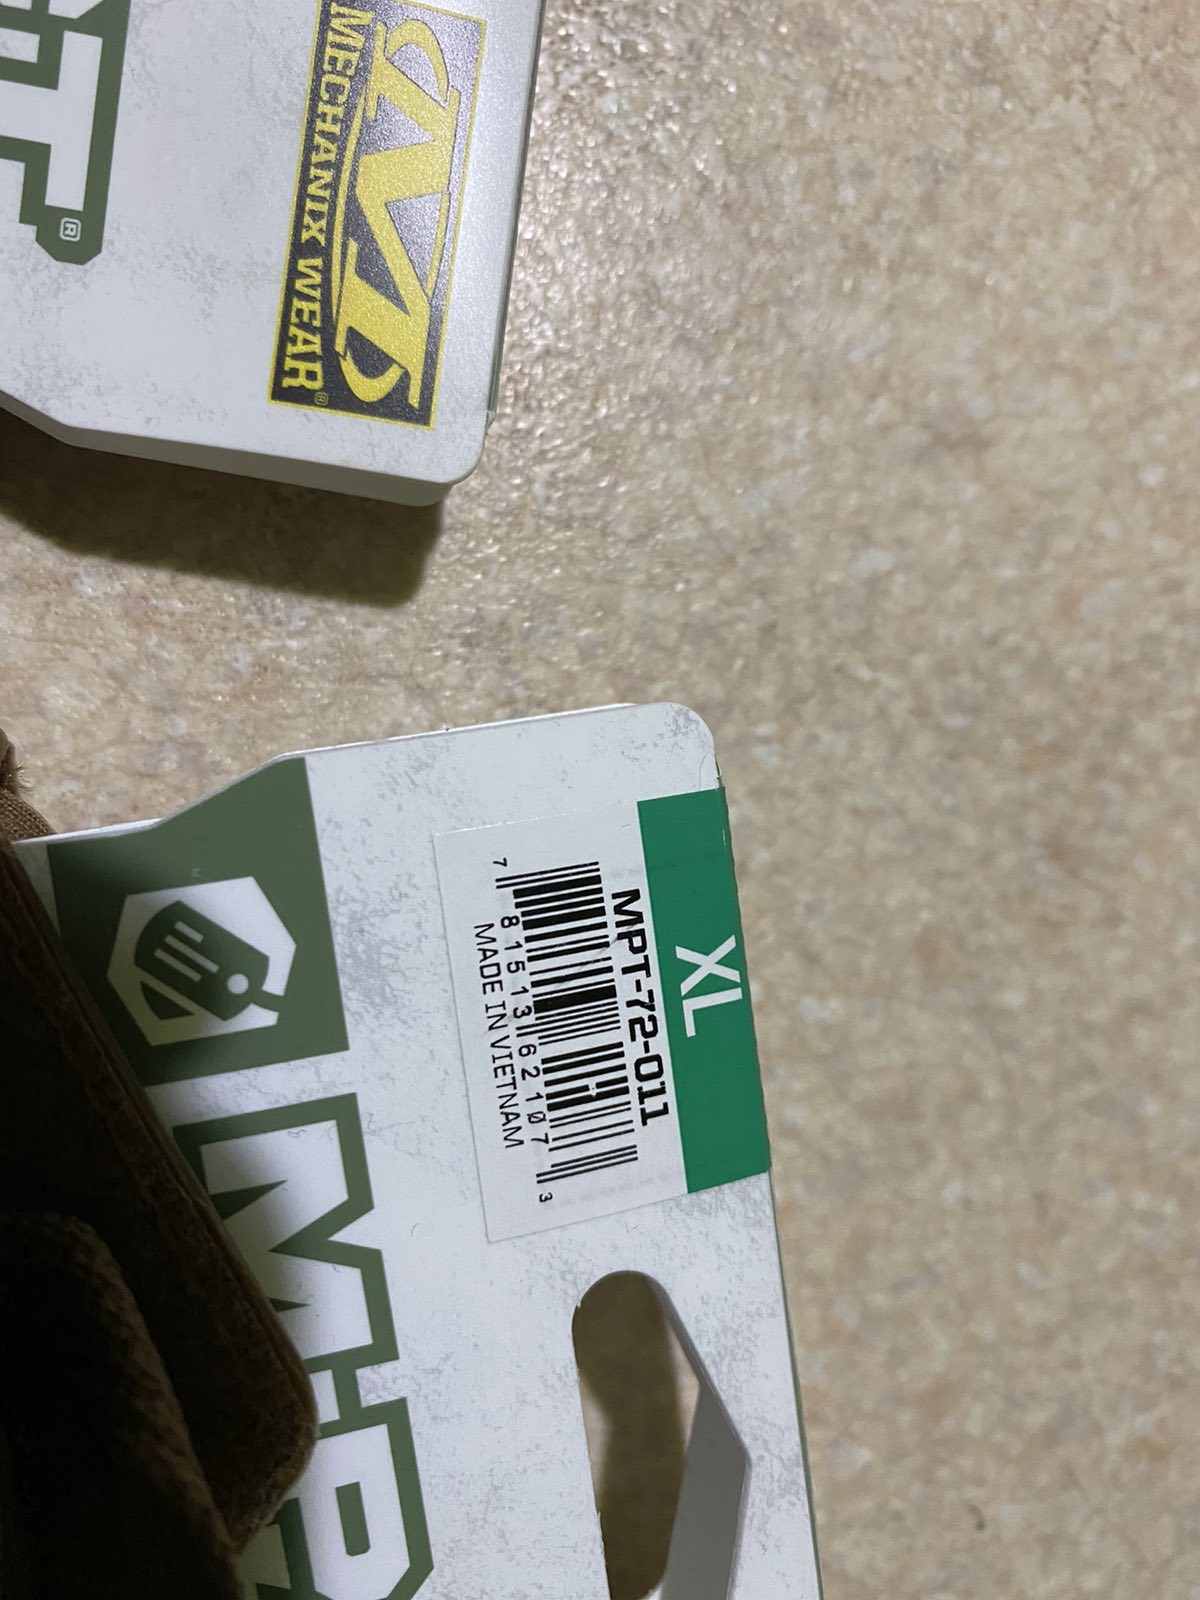 MECHANIX WEAR®
®
XL
MPT-72-011
7 81513 62107 3
MADE IN VIETNAM